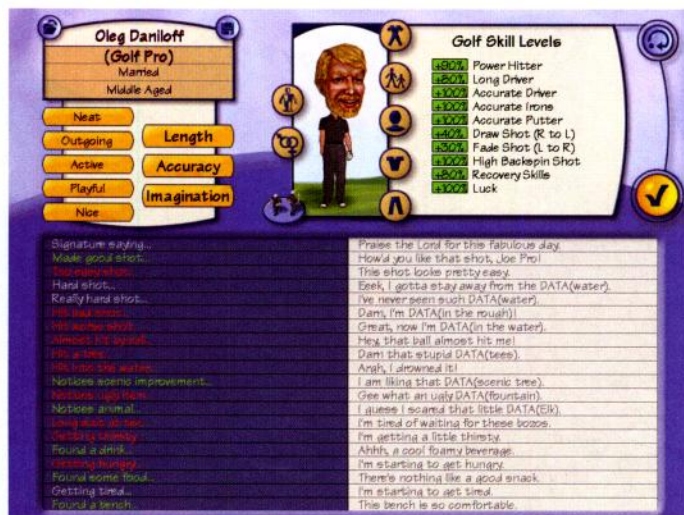 Oleg Daniloff
(Golf Pro)
Married
Middle Aged
Neat
Outgoing
Active
Playful
Nice
Length
Accuracy
Imagination
Golf Skill Levels
+90% Power Hitter
+80% Long Driver
+100% Accurate Driver
+100% Accurate Irons
+100% Accurate Putter
+40% Draw Shot (R to L)
+30% Fade Shot (L to R)
+100% High Backspin Shot
+80% Recovery Skills
+100% Luck
Signature saying... Praise the Lord for this fabulous day.
Made good shot... How'd you like that shot, Joe Pro!
Too easy shot... This shot looks pretty easy.
Hard shot... Eeek, I gotta stay away from the DATA(water).
Really hard shot... I've never seen such DATA(water).
Hit bad shot... Dam, I'm DATA(in the rough)!
Hit worse shot... Great, now I'm DATA(in the water).
Almost hit by ball... Hey, that ball almost hit me!
Hit a tree... Dam that stupid DATA(tees).
Hit into the water... Argh, I drowned it!
Notices scenic improvement... I am liking that DATA(scenic tree).
Notices ugly item... Gee what an ugly DATA(fountain).
Notices animal... I guess I scared that little DATA(Elk).
Long wait at tee... I'm tired of waiting for these bozos.
Getting thirsty... I'm getting a little thirsty.
Found a drink... Ahhh, a cool foamy beverage.
Getting hungry... I'm starting to get hungry.
Found some food... There's nothing like a good snack.
Getting tired... I'm starting to get tired.
Found a bench... This bench is so comfortable.